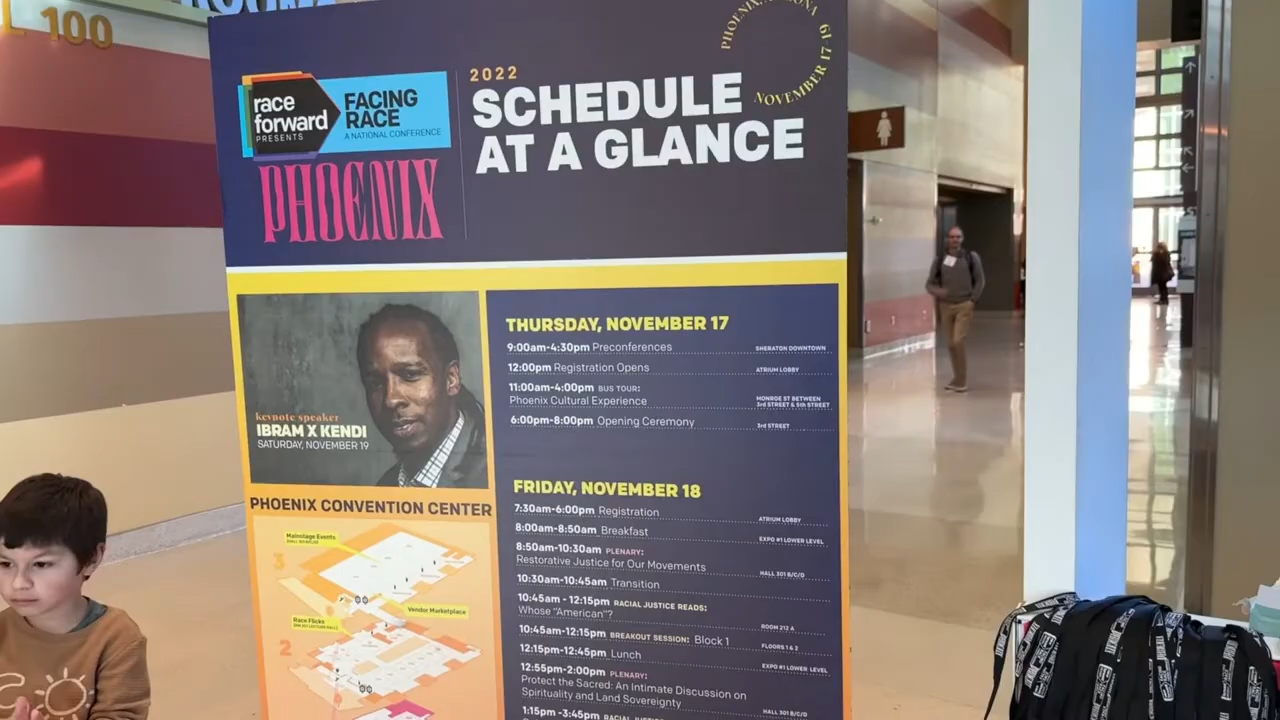 L 100
race
forward
PRESENTS
FACING
RACE
A NATIONAL CONFERENCE
PHOENIX
2022
SCHEDULE
AT A GLANCE
PHOENIX, ARIZONA
NOVEMBER 17-19
keynote speaker
IBRAM X KENDI
SATURDAY, NOVEMBER 19
PHOENIX CONVENTION CENTER
Mainstage Events
3
Vendor Marketplace
Race Flicks
2
THURSDAY, NOVEMBER 17
9:00am-4:30pm Preconferences SHERATON DOWNTOWN
12:00pm Registration Opens ATRIUM LOBBY
11:00am-4:00pm BUS TOUR:
Phoenix Cultural Experience MONROE ST BETWEEN
3RD STREET & 5th STREET
6:00pm-8:00pm Opening Ceremony 3RD STREET
FRIDAY, NOVEMBER 18
7:30am-6:00pm Registration ATRIUM LOBBY
8:00am-8:50am Breakfast EXPO #1 LOWER LEVEL
8:50am-10:30am PLENARY:
Restorative Justice for Our Movements HALL 301 B/C/D
10:30am-10:45am Transition
10:45am - 12:15pm RACIAL JUSTICE READS:
Whose "American"? ROOM 212 A
10:45am-12:15pm BREAKOUT SESSION: Block 1 FLOORS 1 & 2
12:15pm-12:45pm Lunch EXPO #1 LOWER LEVEL
12:55pm-2:00pm PLENARY:
Protect the Sacred: An Intimate Discussion on
Spirituality and Land Sovereignty HALL 301 B/C/D
1:15pm -3:45pm RACIAL